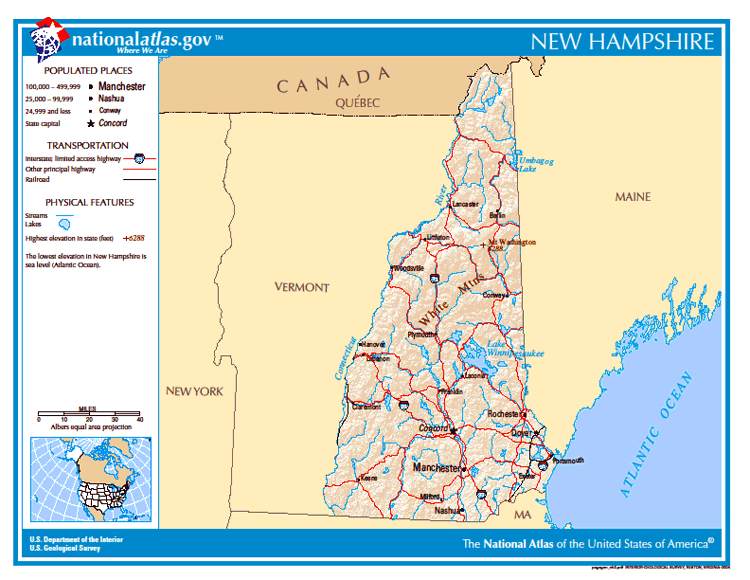 nationalatlas.gov ™
Where We Are
NEW HAMPSHIRE
POPULATED PLACES
100,000 – 499,999 Manchester
25,000 – 99,999 Nashua
24,999 and less Conway
State capital Concord
TRANSPORTATION
Interstate; limited access highway
Other principal highway
Railroad
PHYSICAL FEATURES
Streams
Lakes
Highest elevation in state (feet) +6288
The lowest elevation in New Hampshire is
sea level (Atlantic Ocean).
MILES
0 10 20 30 40
Albers equal area projection
CANADA
QUÉBEC
MAINE
VERMONT
NEW YORK
MA
ATLANTIC OCEAN
Umbagog
Lake
River
Lancaster
Berlin
Littleton
Mt Washington
6288
Woodsville
White Mtns
Conway
Plymouth
Connecticut
Hanover
Lebanon
Lake
Winnipesaukee
Laconia
Franklin
Claremont
Rochester
Concord
Dover
Portsmouth
Manchester
Exeter
Keene
Milford
Nashua
U.S. Department of the Interior
U.S. Geological Survey
The National Atlas of the United States of America©